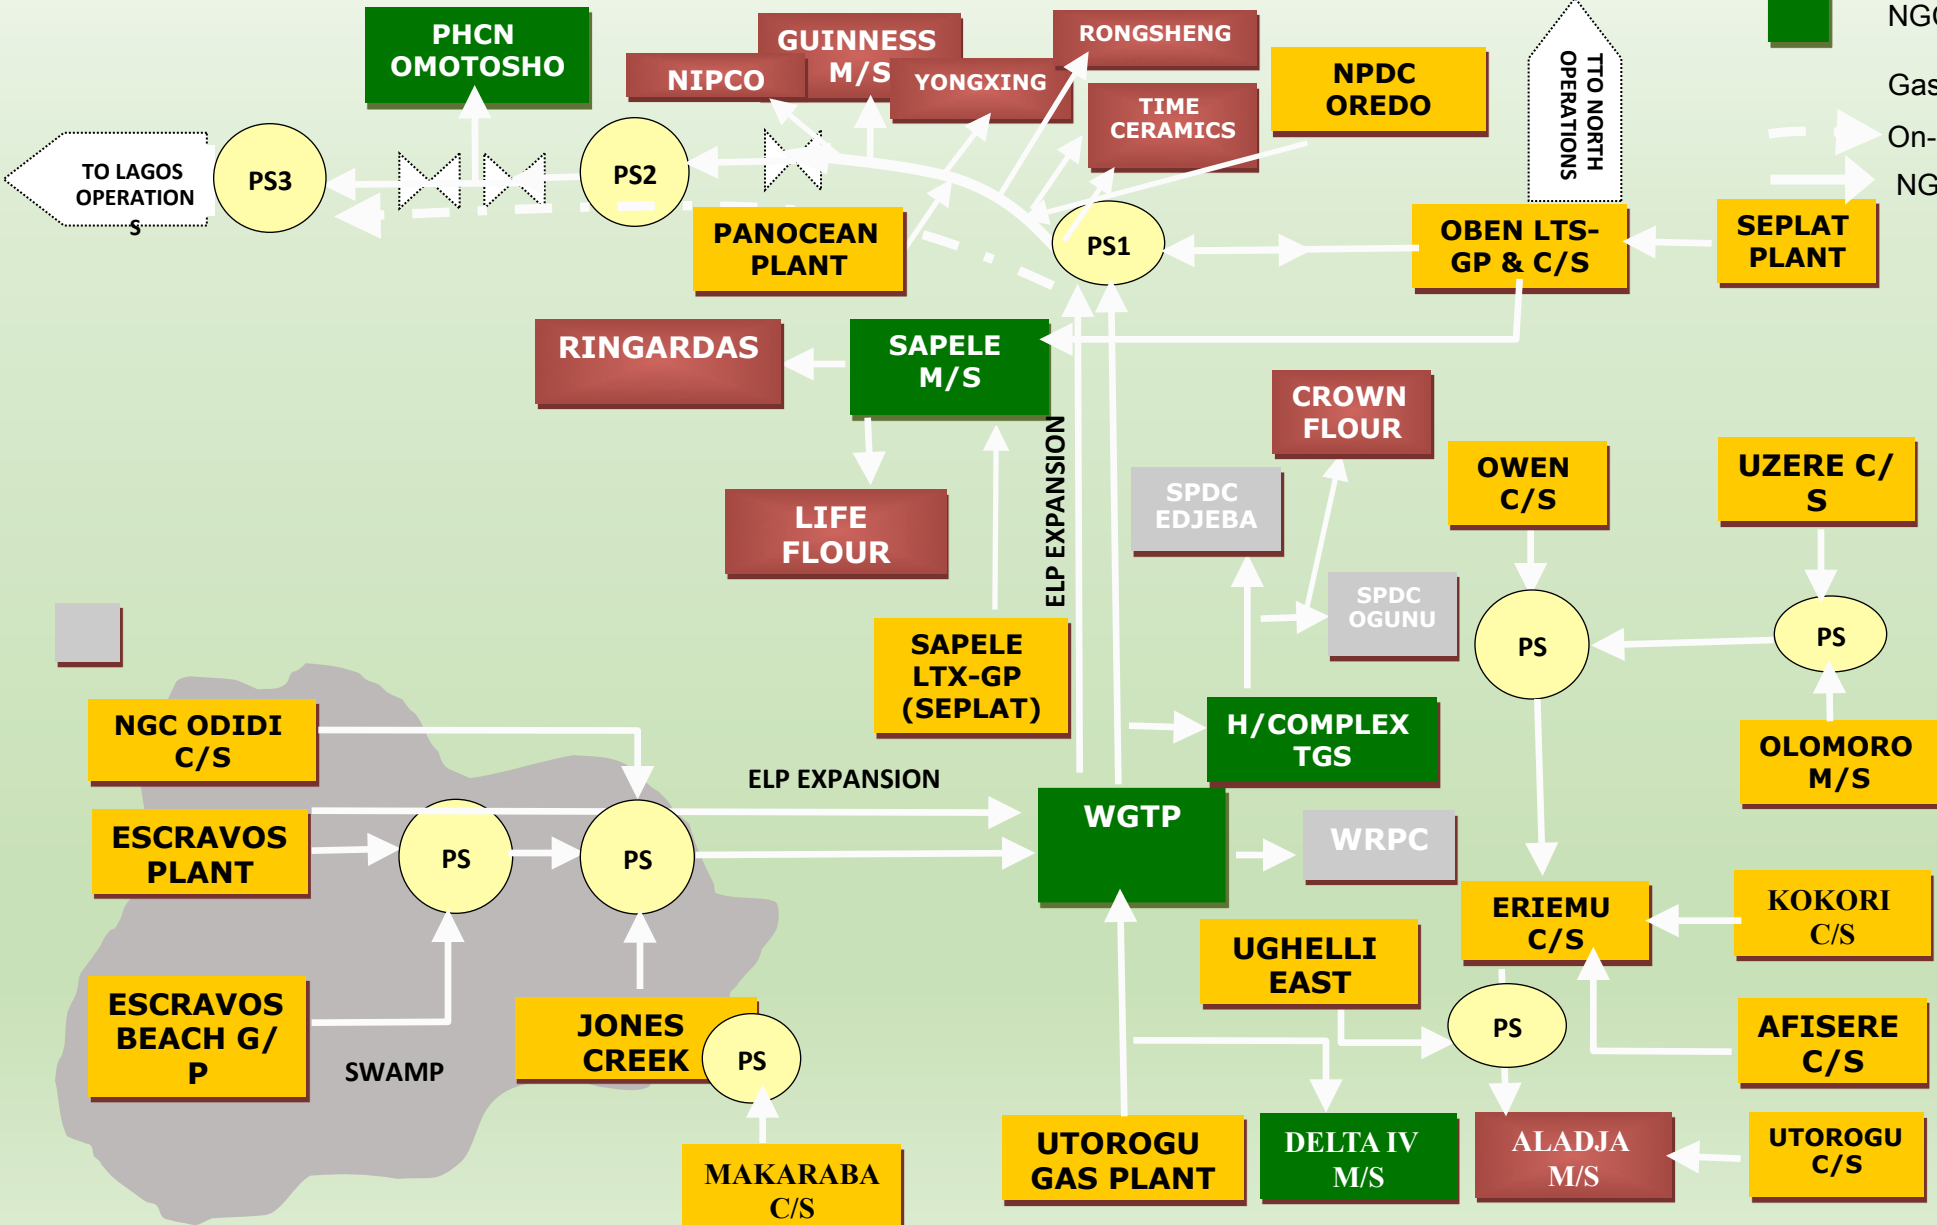 PHCN
OMOTOSHO
GUINNESS
M/S
NIPCO
YONGXING
RONGSHENG
TIME
CERAMICS
NPDC
OREDO
TTO NORTH
OPERATIONS
Gas
On-
TO LAGOS
OPERATION
S
PS3
PS2
PANOCEAN
PLANT
PS1
OBEN LTS-
GP & C/S
SEPLAT
PLANT
RINGARDAS
SAPELE
M/S
LIFE
FLOUR
ELP EXPANSION
CROWN
FLOUR
SPDC
EDJEBA
SPDC
OGUNU
OWEN
C/S
UZERE C/
S
PS
PS
SAPELE
LTX-GP
(SEPLAT)
H/COMPLEX
TGS
OLOMORO
M/S
NGC ODIDI
C/S
ELP EXPANSION
ESCRAVOS
PLANT
PS
PS
WGTP
WRPC
ERIEMU
C/S
KOKORI
C/S
UGHELLI
EAST
ESCRAVOS
BEACH G/
P
SWAMP
JONES
CREEK
PS
PS
AFISERE
C/S
MAKARABA
C/S
UTOROGU
GAS PLANT
DELTA IV
M/S
ALADJA
M/S
UTOROGU
C/S